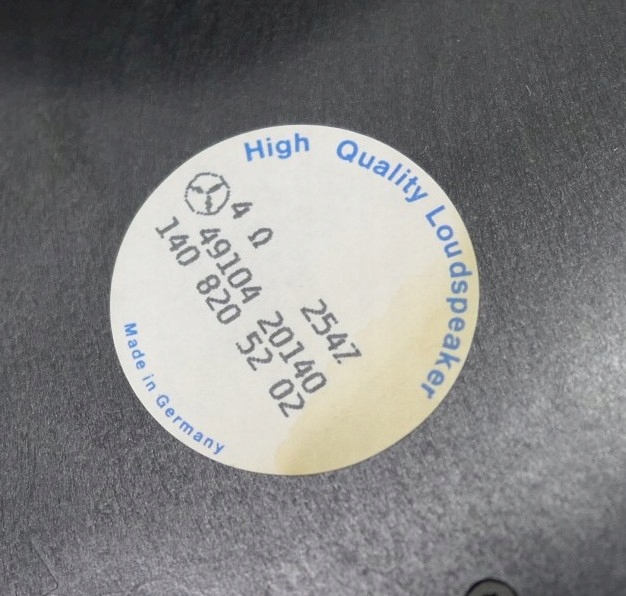 High Quality Loudspeaker
4 Ω 2547
49104 20140
140 820 52 02
Made in Germany